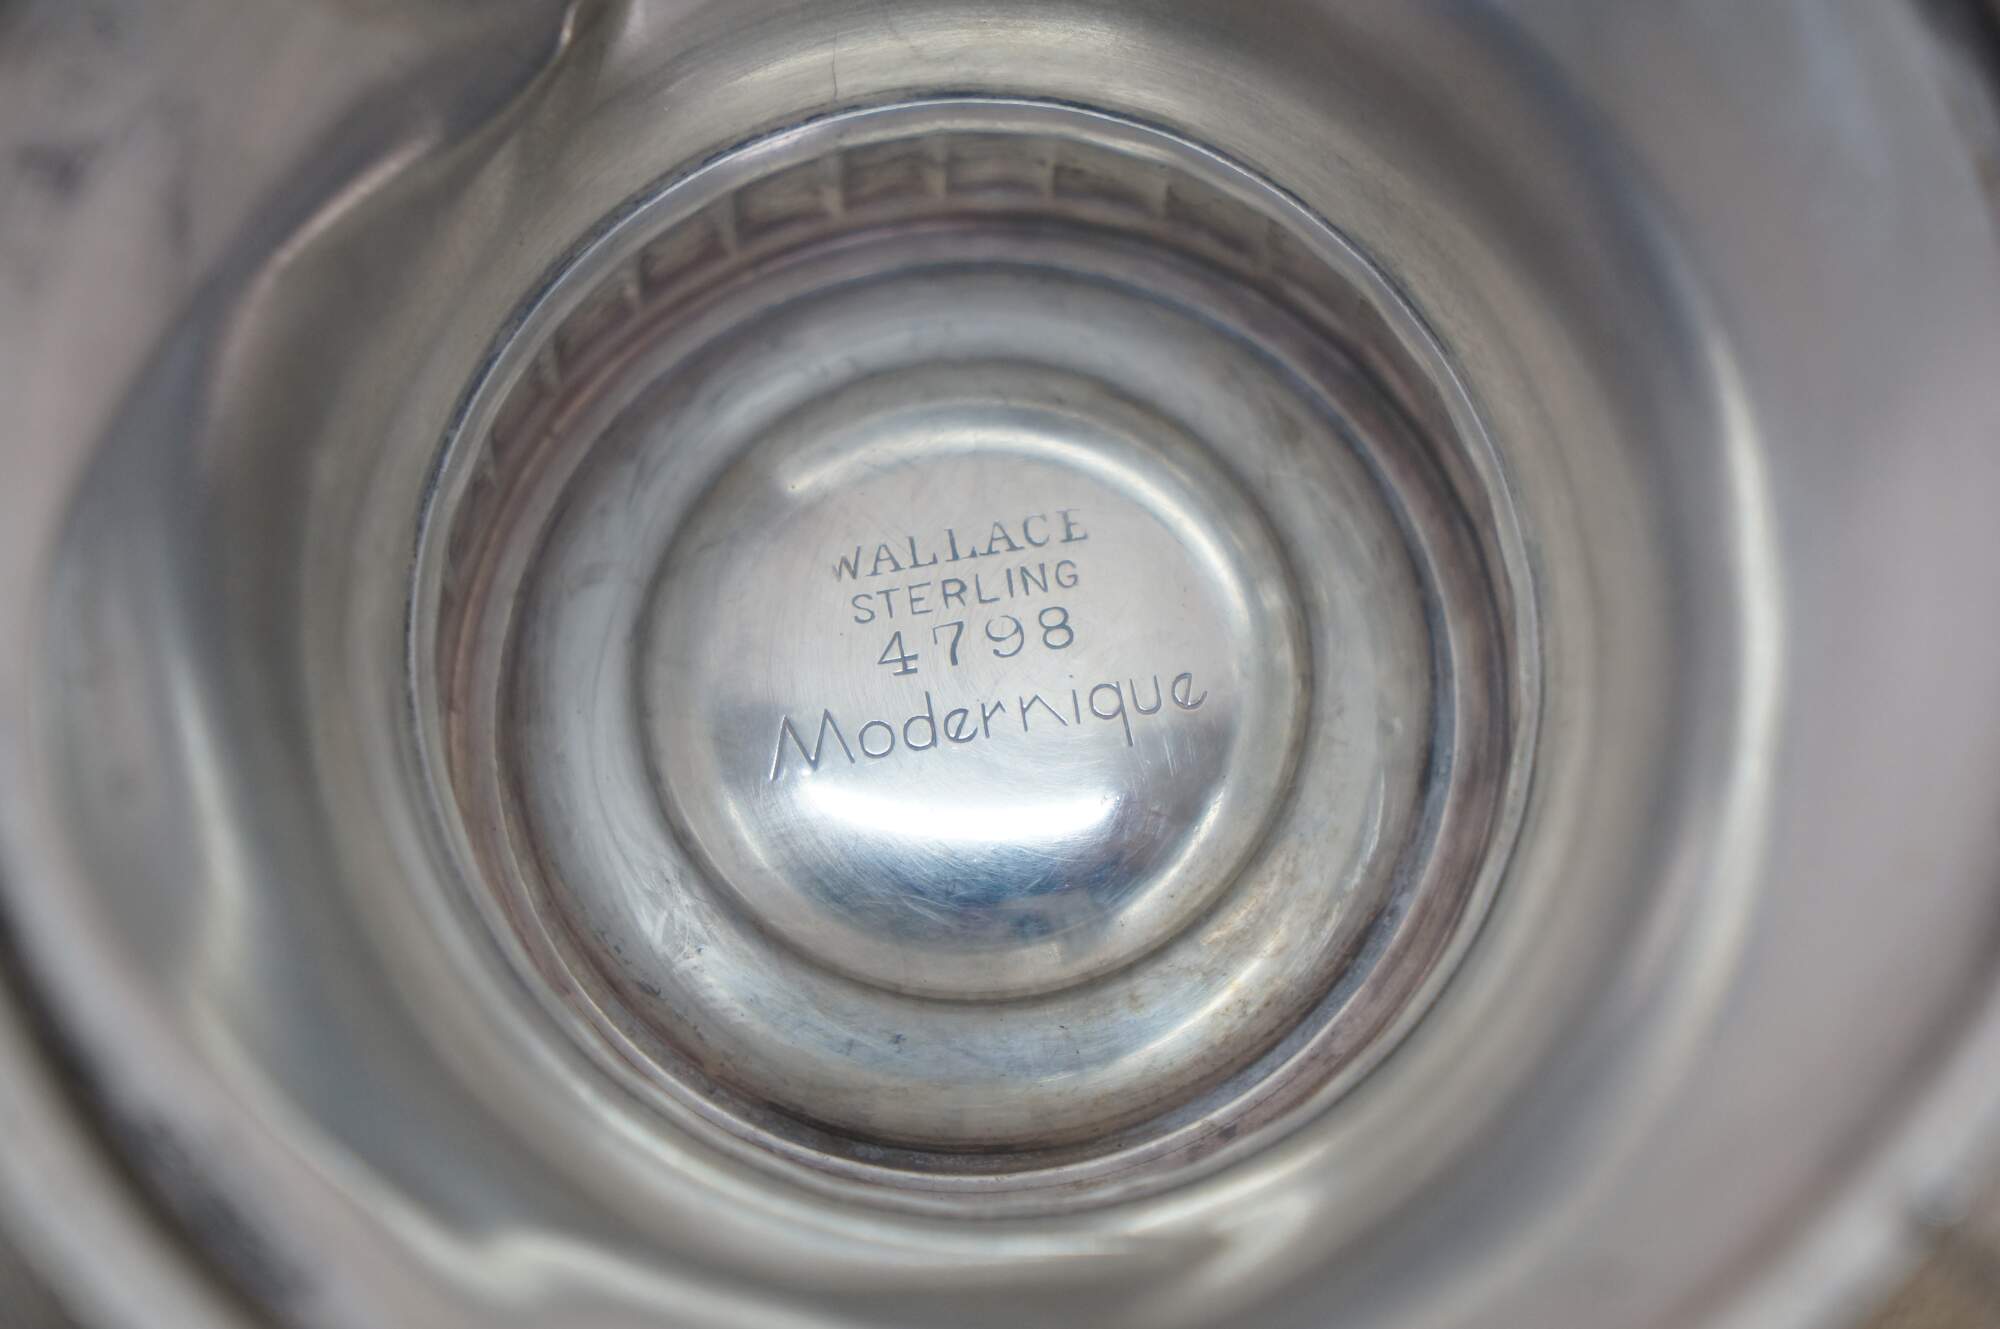 WALLACE
STERLING
4798
Modernique